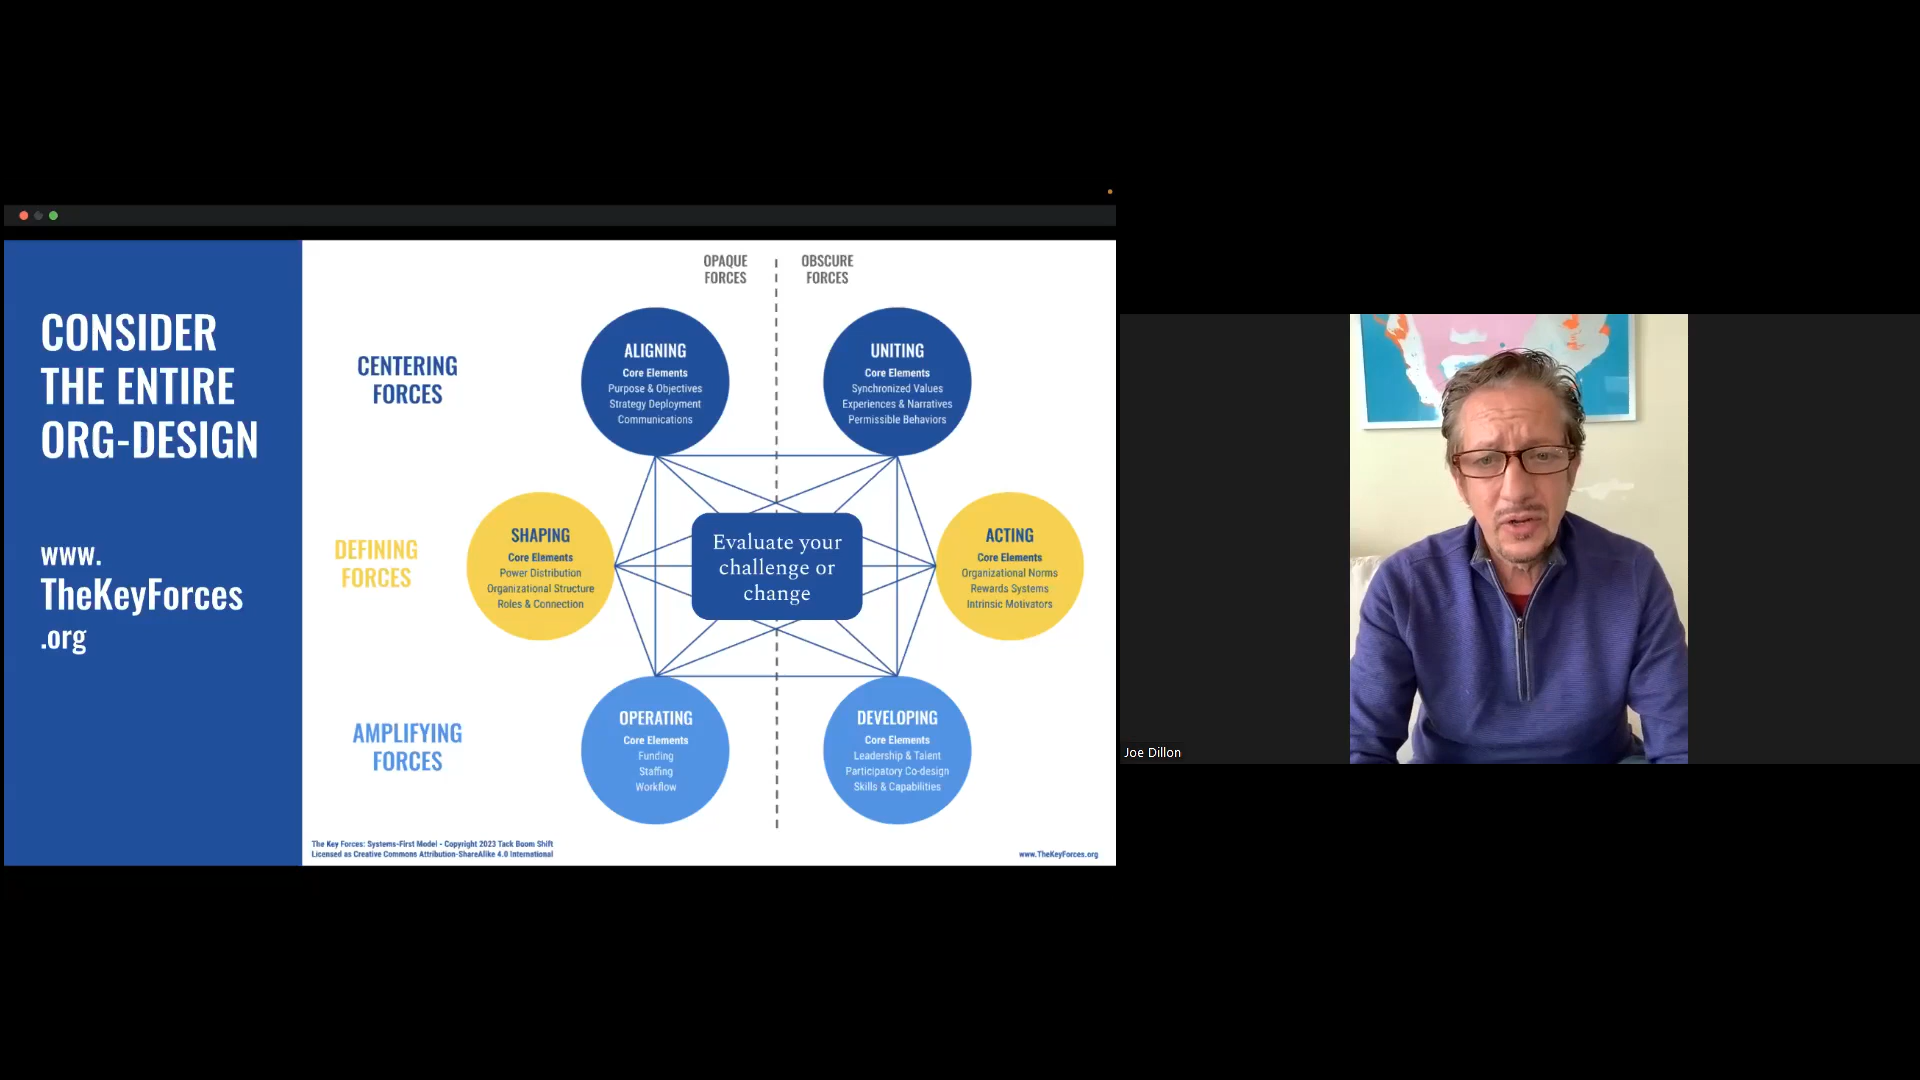 CONSIDER
THE ENTIRE
ORG-DESIGN
www.
TheKeyForces
.org
OPAQUE
FORCES
OBSCURE
FORCES
CENTERING
FORCES
ALIGNING
Core Elements
Purpose & Objectives
Strategy Deployment
Communications
UNITING
Core Elements
Synchronized Values
Experiences & Narratives
Permissible Behaviors
DEFINING
FORCES
SHAPING
Core Elements
Power Distribution
Organizational Structure
Roles & Connection
Evaluate your
challenge or
change
ACTING
Core Elements
Organizational Norms
Rewards Systems
Intrinsic Motivators
AMPLIFYING
FORCES
OPERATING
Core Elements
Funding
Staffing
Workflow
DEVELOPING
Core Elements
Leadership & Talent
Participatory Co-design
Skills & Capabilities
The Key Forces: Systems-First Model - Copyright 2023 Tack Boom Shift
Licensed as Creative Commons Attribution-ShareAlike 4.0 International
www.TheKeyForces.org
Joe Dillon